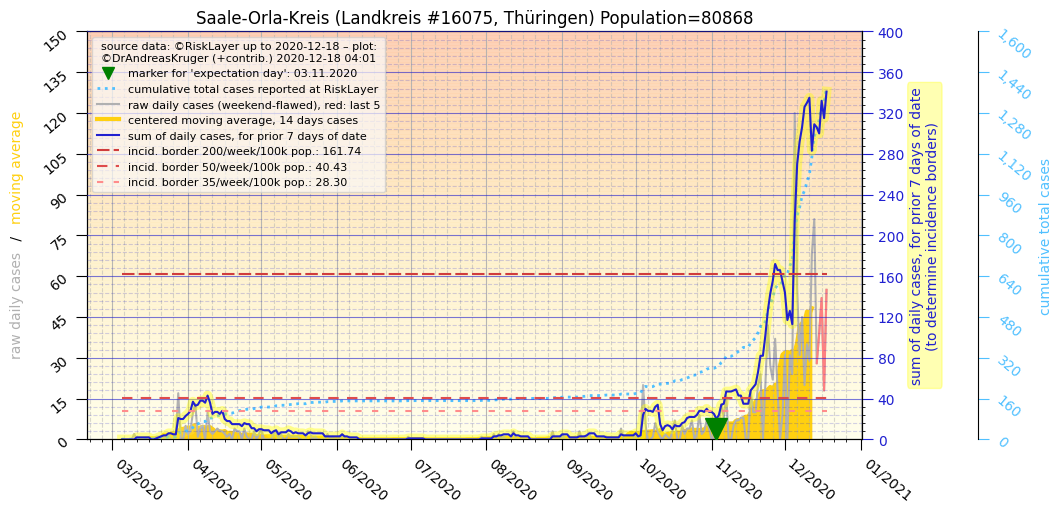 Saale-Orla-Kreis (Landkreis #16075, Thüringen) Population=80868
source data: ©RiskLayer up to 2020-12-18 – plot:
©DrAndreasKruger (+contrib.) 2020-12-18 04:01
marker for 'expectation day': 03.11.2020
cumulative total cases reported at RiskLayer
raw daily cases (weekend-flawed), red: last 5
centered moving average, 14 days cases
sum of daily cases, for prior 7 days of date
incid. border 200/week/100k pop.: 161.74
incid. border 50/week/100k pop.: 40.43
incid. border 35/week/100k pop.: 28.30
raw daily cases / moving average
150
135
120
105
90
75
60
45
30
15
0
03/2020
04/2020
05/2020
06/2020
07/2020
08/2020
09/2020
10/2020
11/2020
12/2020
01/2021
400
360
320
280
240
200
160
120
80
40
0
sum of daily cases, for prior 7 days of date
(to determine incidence borders)
1,600
1,440
1,280
1,120
960
800
640
480
320
160
0
cumulative total cases